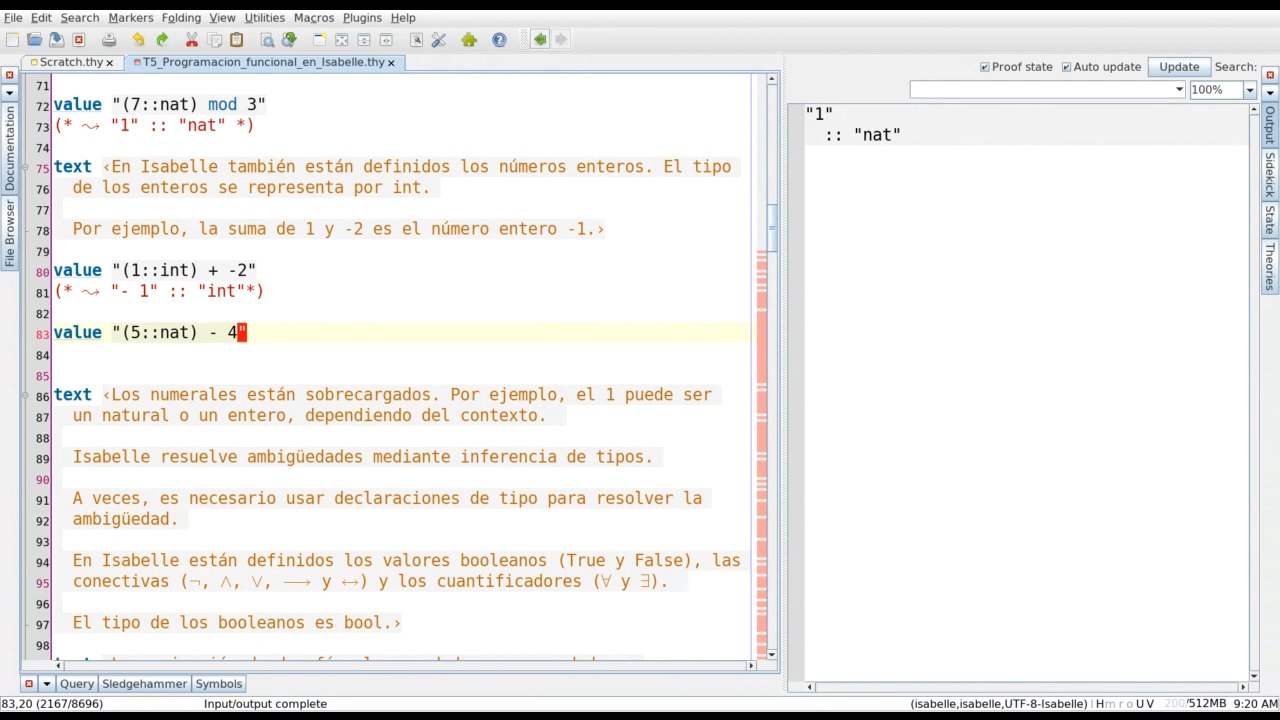 File Edit Search Markers Folding View Utilities Macros Plugins Help
Scratch.thy T5_Programacion_funcional_en_Isabelle.thy
Proof state Auto update Update Search:
100%
Documentation
File Browser
71
72 value "(7::nat) mod 3"
73 (* ⤳ "1" :: "nat" *)
74
75 text ‹En Isabelle también están definidos los números enteros. El tipo
76 de los enteros se representa por int.
77
78 Por ejemplo, la suma de 1 y -2 es el número entero -1.›
79
80 value "(1::int) + -2"
81 (* ⤳ "- 1" :: "int"*)
82
83 value "(5::nat) - 4"
84
85
86 text ‹Los numerales están sobrecargados. Por ejemplo, el 1 puede ser
87 un natural o un entero, dependiendo del contexto.
88
89 Isabelle resuelve ambigüedades mediante inferencia de tipos.
90
91 A veces, es necesario usar declaraciones de tipo para resolver la
92 ambigüedad.
93
94 En Isabelle están definidos los valores booleanos (True y False), las
95 conectivas (¬, ∧, ∨, ⟶ y ↔) y los cuantificadores (∀ y ∃).
96
97 El tipo de los booleanos es bool.›
98
"1"
:: "nat"
Output
Sidekick
State
Theories
Query Sledgehammer Symbols
83,20 (2167/8696) Input/output complete (isabelle,isabelle,UTF-8-Isabelle) H m r o U V 200/512MB 9:20 AM